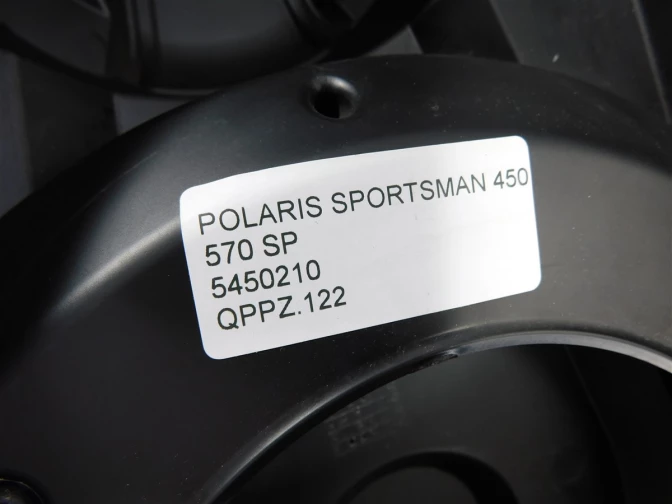 POLARIS SPORTSMAN 450
570 SP
5450210
QPPZ.122